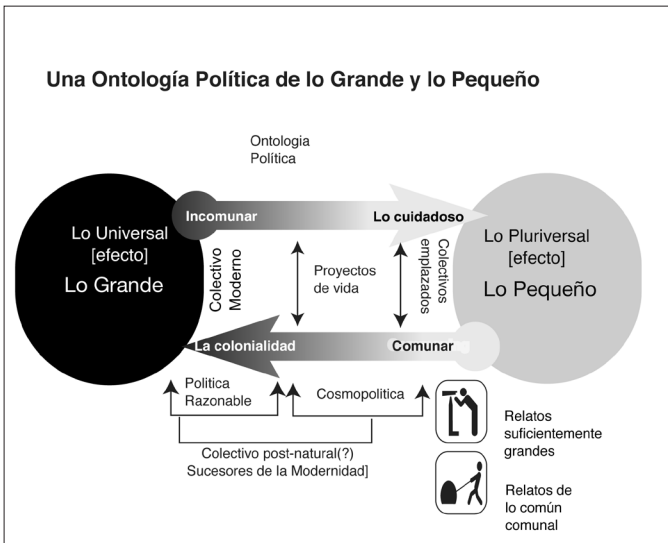 Una Ontología Política de lo Grande y lo Pequeño
Ontologia
Política
Incomunar
Lo cuidadoso
Lo Universal
[efecto]
Lo Grande
Colectivo
Moderno
Proyectos
de vida
Colectivos
emplazados
Lo Pluriversal
[efecto]
Lo Pequeño
La colonialidad
Comunar
Politica
Razonable
Cosmopolitica
Colectivo post-natural(?)
Sucesores de la Modernidad]
Relatos
suficientemente
grandes
Relatos de
lo común
comunal